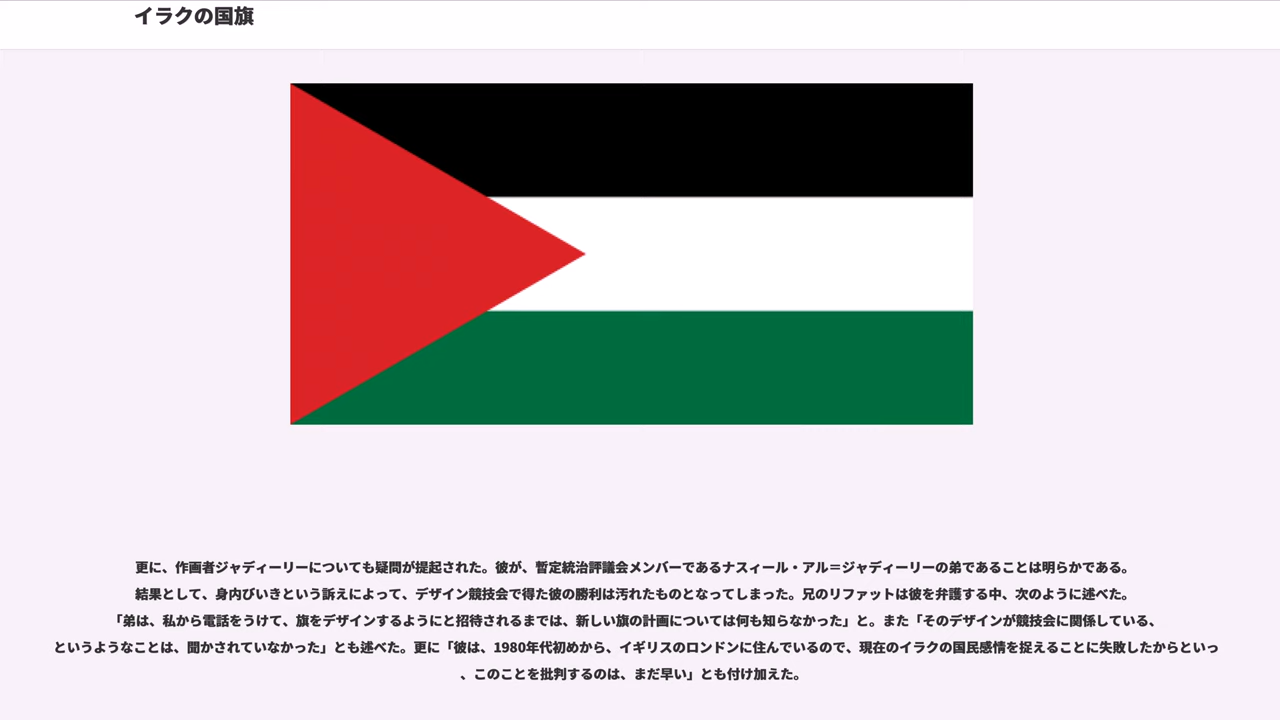 イラクの国旗
更に、作画者ジャディーリーについても疑問が提起された。彼が、暫定統治評議会メンバーであるナスィール・アル＝ジャディーリーの弟であることは明らかである。
結果として、身内びいきという訴えによって、デザイン競技会で得た彼の勝利は汚れたものとなってしまった。兄のリファットは彼を弁護する中、次のように述べた。
「弟は、私から電話をうけて、旗をデザインするようにと招待されるまでは、新しい旗の計画については何も知らなかった」と。また「そのデザインが競技会に関係している、
というようなことは、聞かされていなかった」とも述べた。更に「彼は、1980年代初めから、イギリスのロンドンに住んでいるので、現在のイラクの国民感情を捉えることに失敗したからといっ
、このことを批判するのは、まだ早い」とも付け加えた。